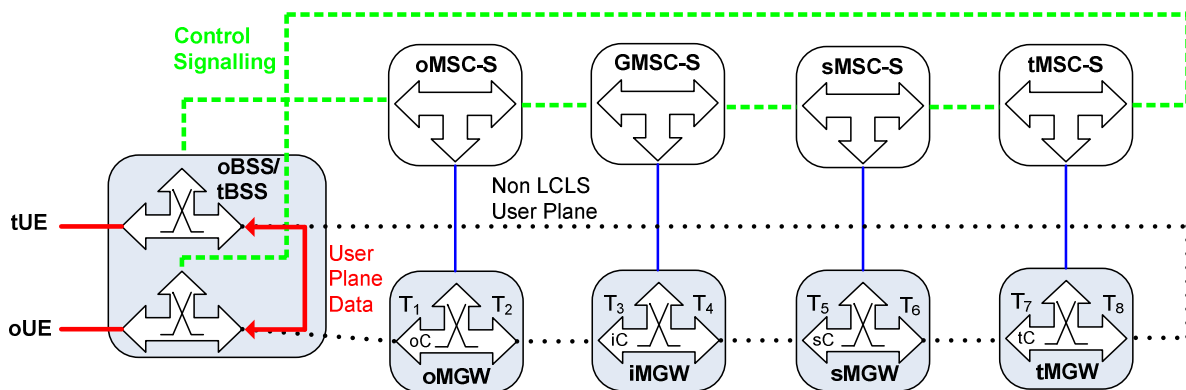 Control
Signalling
oMSC-S
GMSC-S
sMSC-S
tMSC-S
oBSS/
tBSS
Non LCLS
User Plane
tUE
User
Plane
Data
oUE
T1
T2
oC
oMGW
T3
T4
iC
iMGW
T5
T6
sC
sMGW
T7
T8
tC
tMGW